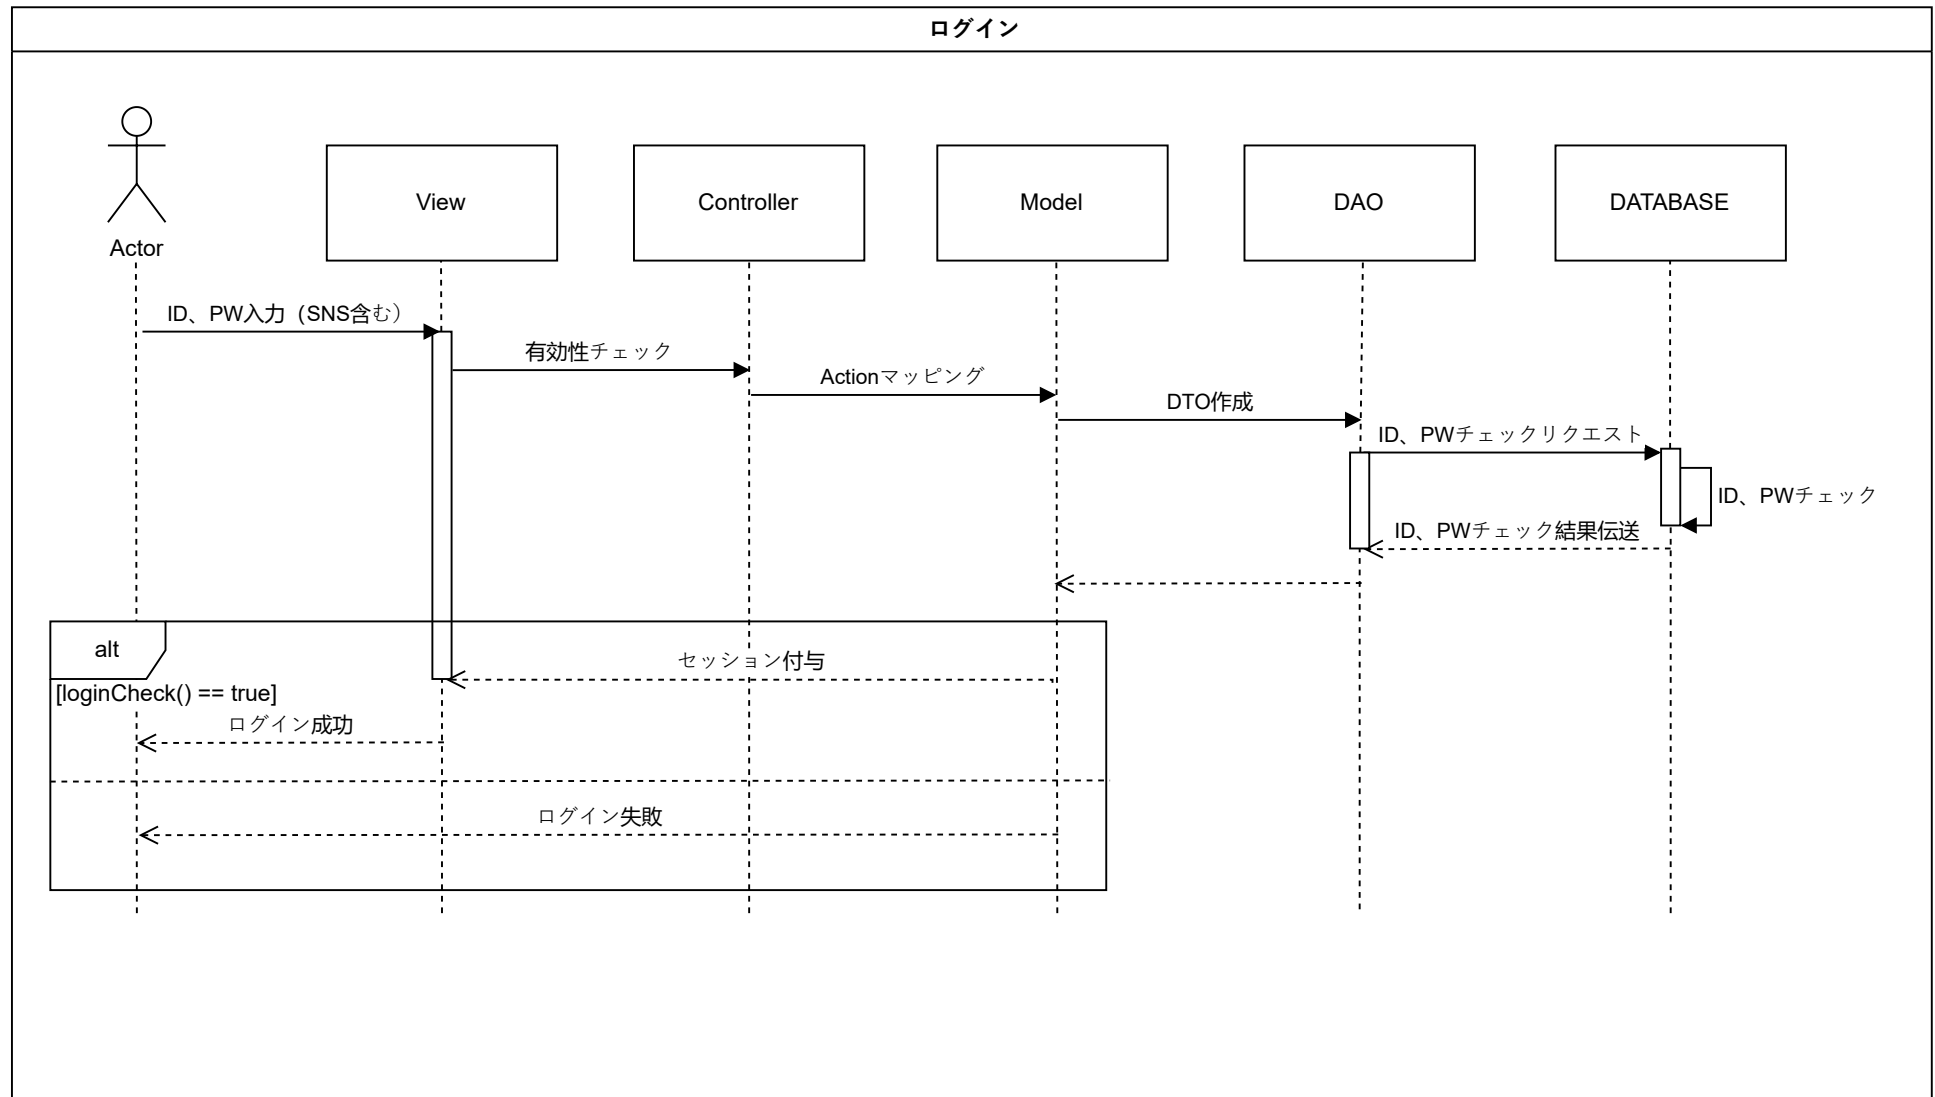 ログイン
Actor
View
Controller
Model
DAO
DATABASE
ID、PW入力（SNS含む）
有効性チェック
Actionマッピング
DTO作成
ID、PWチェックリクエスト
ID、PWチェック
ID、PWチェック結果伝送
alt
セッション付与
[loginCheck() == true]
ログイン成功
ログイン失敗